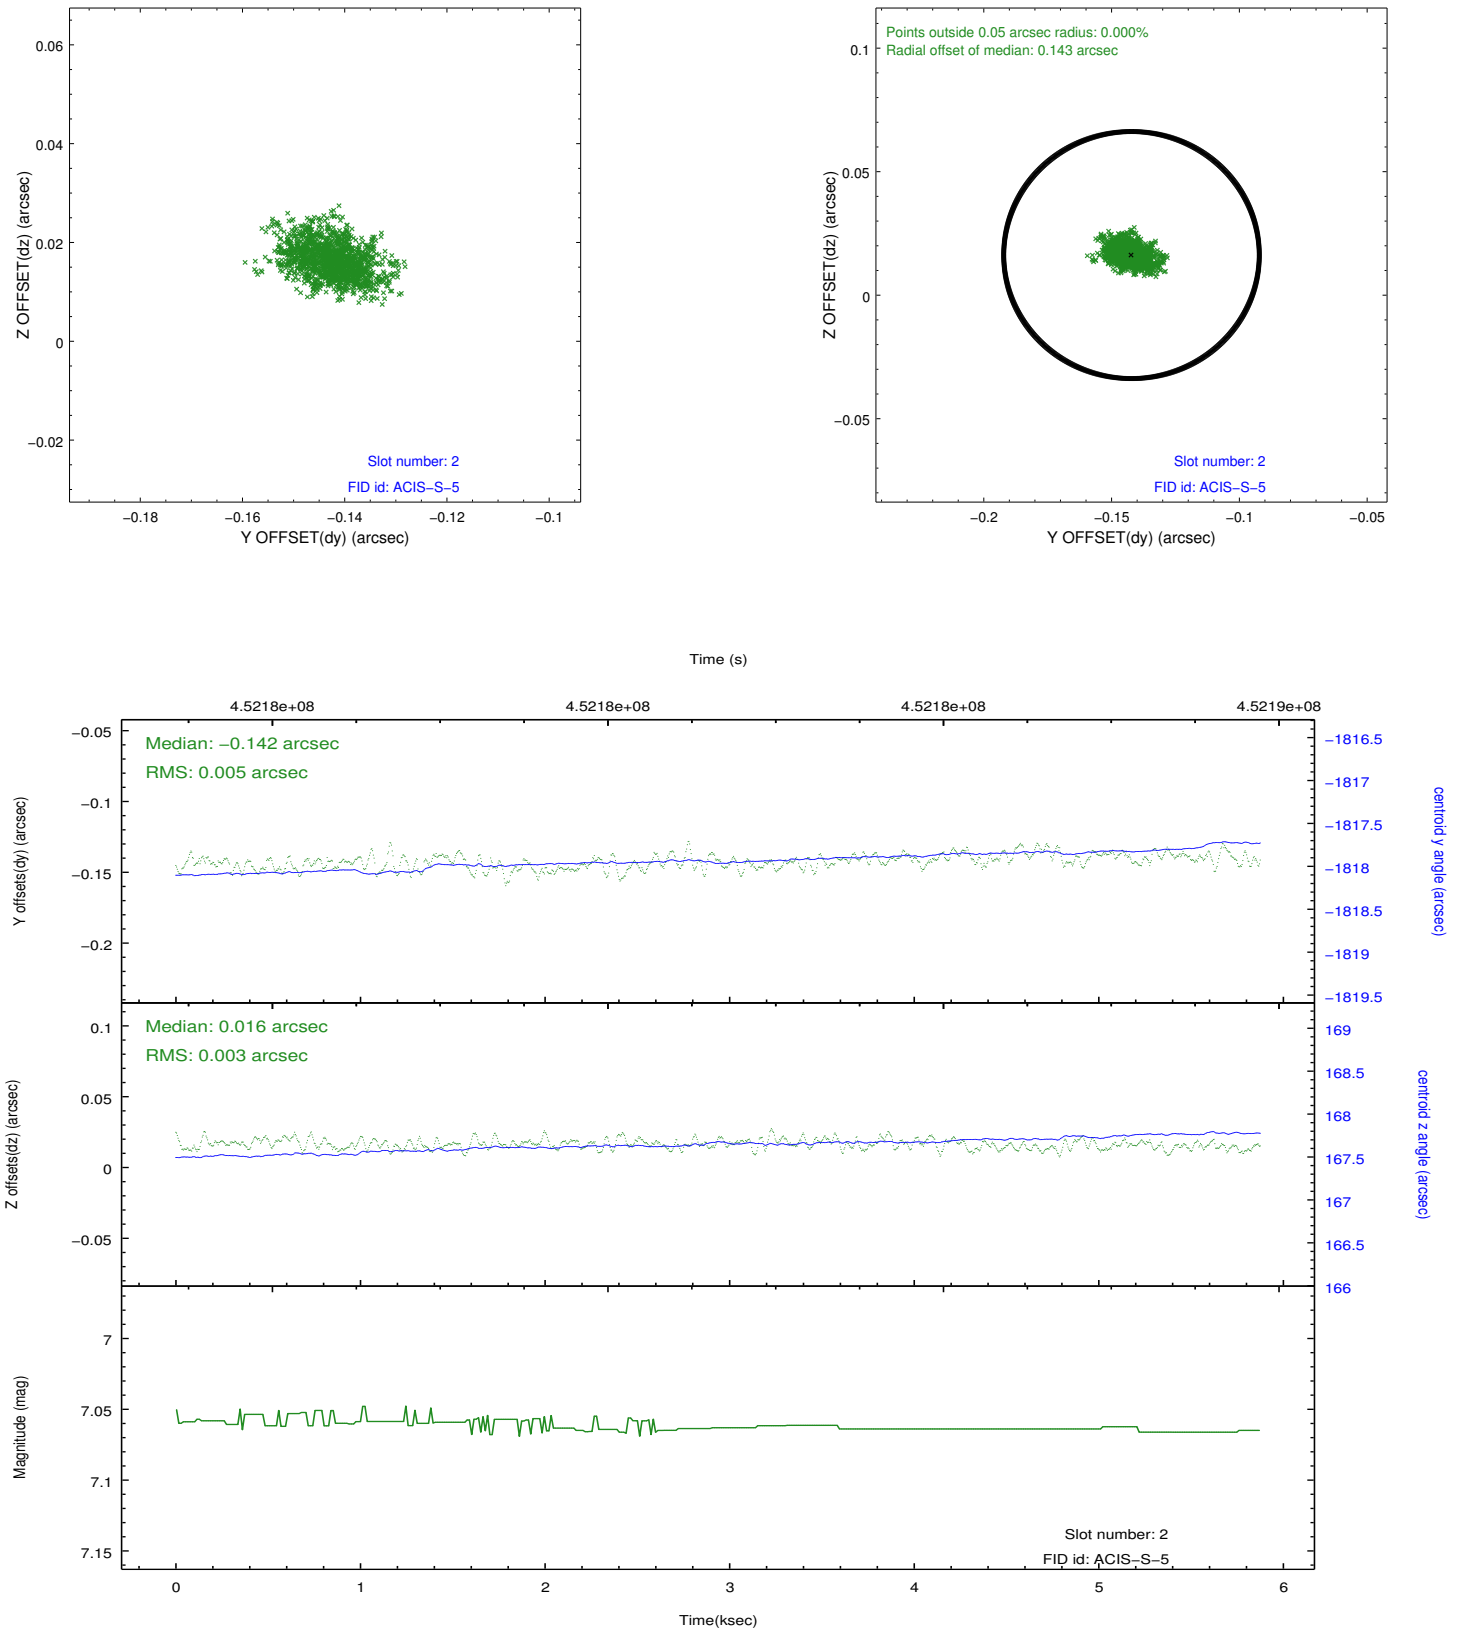 0.06
0.04
0.02
0
−0.02
Z OFFSET(dz) (arcsec)
Slot number: 2
FID id: ACIS−S−5
−0.18
−0.16
−0.14
−0.12
−0.1
Y OFFSET(dy) (arcsec)
Points outside 0.05 arcsec radius: 0.000%
Radial offset of median: 0.143 arcsec
0.1
0.05
0
−0.05
Z OFFSET(dz) (arcsec)
Slot number: 2
FID id: ACIS−S−5
−0.2
−0.15
−0.1
−0.05
Y OFFSET(dy) (arcsec)
Time (s)
4.5218e+08
4.5218e+08
4.5218e+08
4.5219e+08
Median: −0.142 arcsec
RMS: 0.005 arcsec
−0.05
−0.1
−0.15
−0.2
Y offsets(dy) (arcsec)
−1816.5
−1817
−1817.5
−1818
−1818.5
−1819
−1819.5
centroid y angle (arcsec)
Median: 0.016 arcsec
RMS: 0.003 arcsec
0.1
0.05
0
−0.05
Z offsets(dz) (arcsec)
169
168.5
168
167.5
167
166.5
166
centroid z angle (arcsec)
7
7.05
7.1
7.15
Magnitude (mag)
Slot number: 2
FID id: ACIS−S−5
0
1
2
3
4
5
6
Time(ksec)